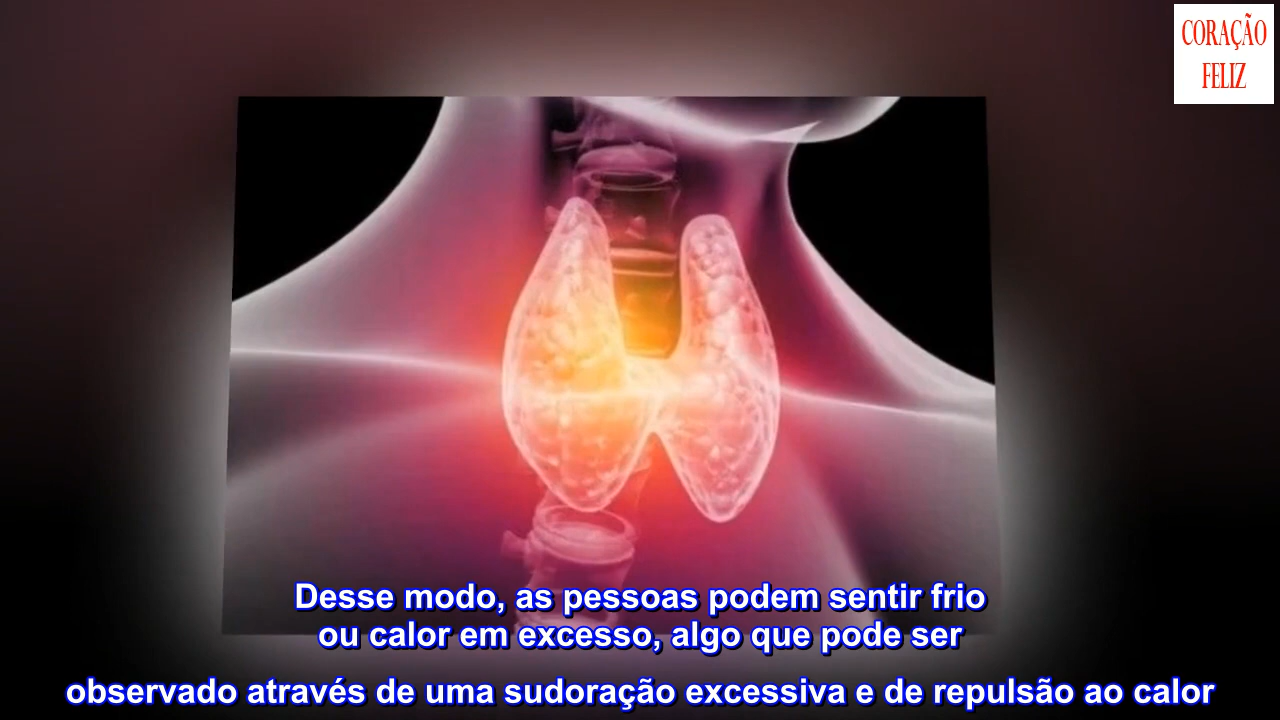 CORAÇÃO
FELIZ
Desse modo, as pessoas podem sentir frio
ou calor em excesso, algo que pode ser
observado através de uma sudoração excessiva e de repulsão ao calor